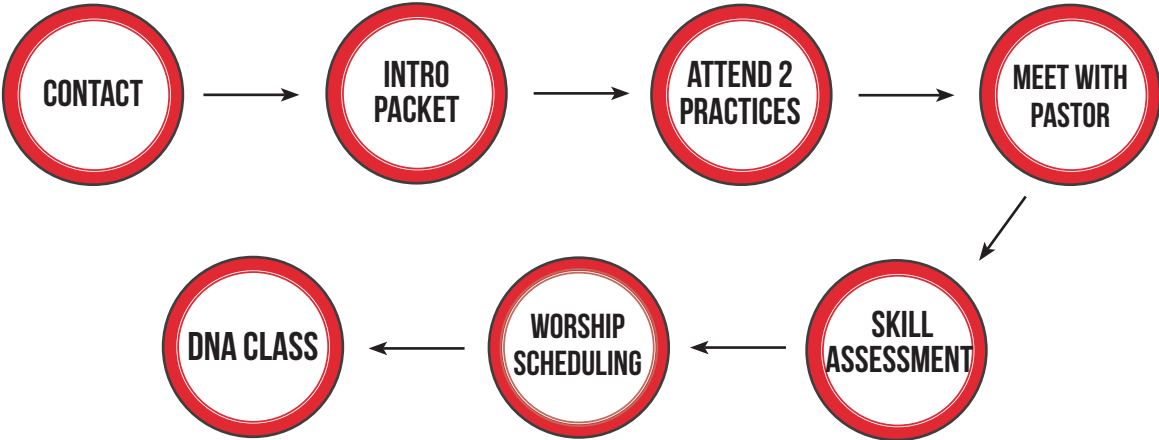 CONTACT
INTRO
PACKET
ATTEND 2
PRACTICES
MEET WITH
PASTOR
SKILL
ASSESSMENT
WORSHIP
SCHEDULING
DNA CLASS